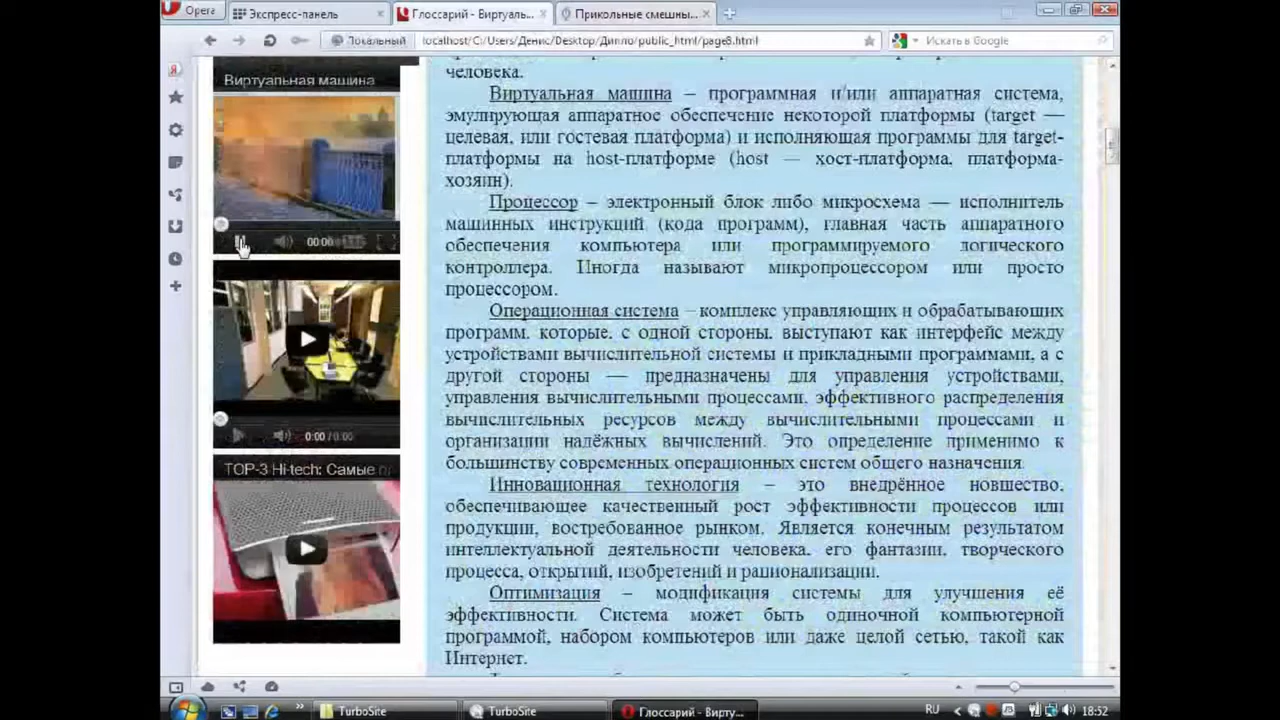 Opera
Экспресс-панель
Глоссарий - Виртуаль...
Прикольные смешны...
Локальный
localhost/C:/Users/Денис/Desktop/Дипло/public_html/page8.html
Искать в Google
Виртуальная машина
00:00
0:00 / 0:00
TOP-3 Hi-tech: Самые
человека.
Виртуальная машина – программная и/или аппаратная система,
эмулирующая аппаратное обеспечение некоторой платформы (target —
целевая, или гостевая платформа) и исполняющая программы для target-
платформы на host-платформе (host — хост-платформа, платформа-
хозяин).
Процессор – электронный блок либо микросхема — исполнитель
машинных инструкций (кода программ), главная часть аппаратного
обеспечения компьютера или программируемого логического
контроллера. Иногда называют микропроцессором или просто
процессором.
Операционная система – комплекс управляющих и обрабатывающих
программ, которые, с одной стороны, выступают как интерфейс между
устройствами вычислительной системы и прикладными программами, а с
другой стороны — предназначены для управления устройствами,
управления вычислительными процессами, эффективного распределения
вычислительных ресурсов между вычислительными процессами и
организации надёжных вычислений. Это определение применимо к
большинству современных операционных систем общего назначения.
Инновационная технология – это внедрённое новшество,
обеспечивающее качественный рост эффективности процессов или
продукции, востребованное рынком. Является конечным результатом
интеллектуальной деятельности человека, его фантазии, творческого
процесса, открытий, изобретений и рационализации.
Оптимизация – модификация системы для улучшения её
эффективности. Система может быть одиночной компьютерной
программой, набором компьютеров или даже целой сетью, такой как
Интернет.
TurboSite
TurboSite
Глоссарий - Вирту...
RU
18:52